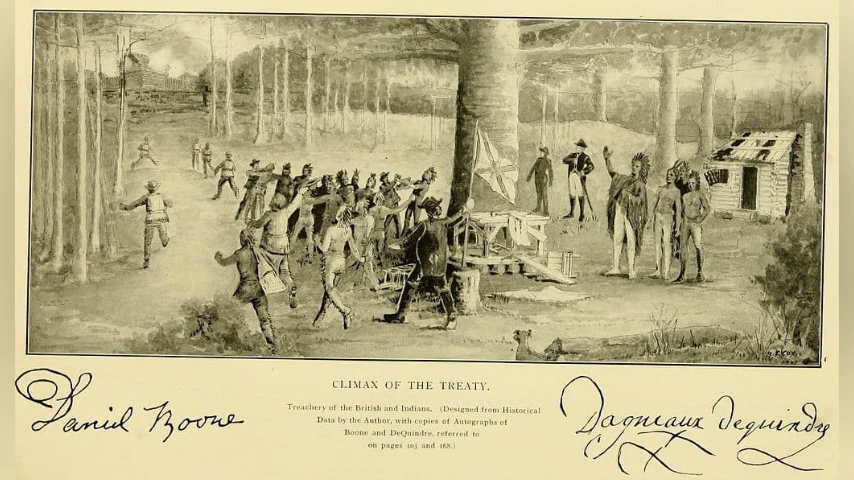 CLIMAX OF THE TREATY.
Treachery of the British and Indians. (Designed from Historical
Data by the Author, with copies of Autographs of
Boone and DeQuindre, referred to
on pages 103 and 168.)
Daniel Boone
Dagneaux dequindre